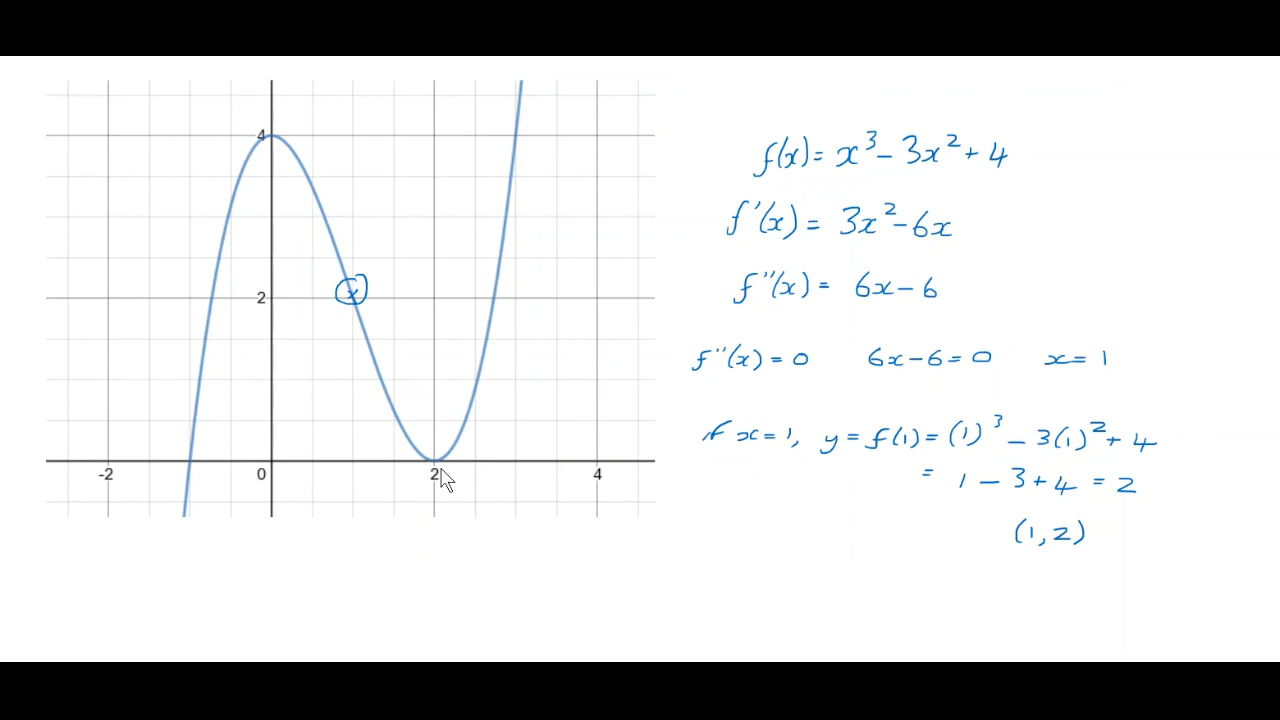 4
2
-2 0 2 4
f(x) = x³ - 3x² + 4
f'(x) = 3x² - 6x
f''(x) = 6x - 6
f''(x) = 0 6x - 6 = 0 x = 1
if x = 1, y = f(1) = (1)³ - 3(1)² + 4
= 1 - 3 + 4 = 2
(1, 2)